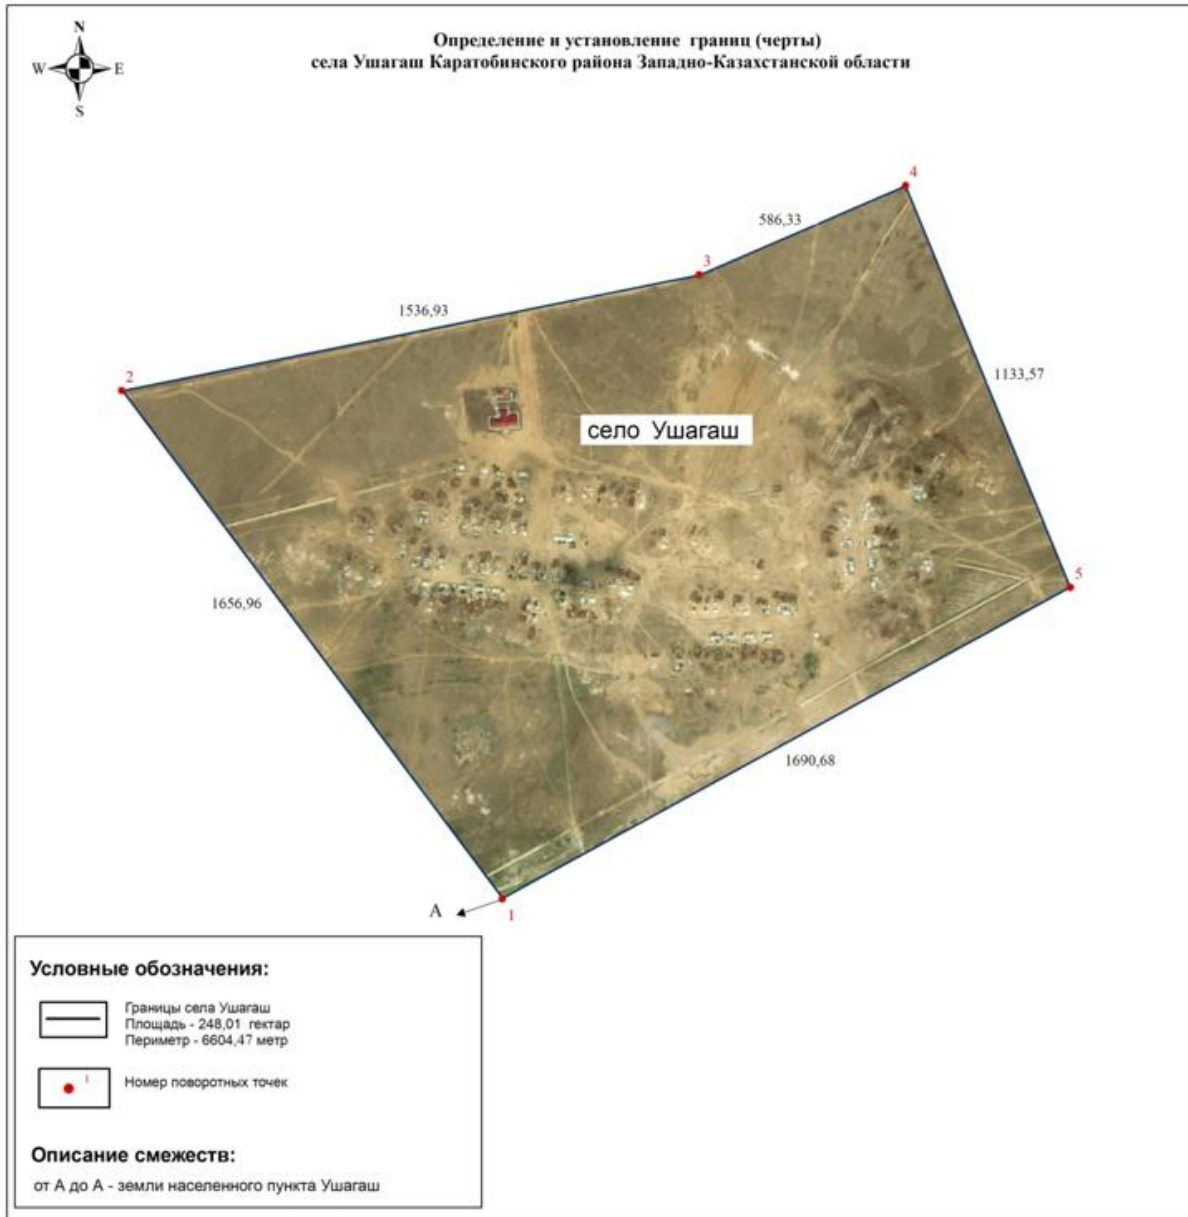 N
W E
S
Определение и установление границ (черты)
села Ушагаш Каратобинского района Западно-Казахстанской области
4
586,33
3
1536,93
1133,57
2
село Ушагаш
5
1656,96
1690,68
А
1
Условные обозначения:
Границы села Ушагаш
Площадь - 248,01 гектар
Периметр - 6604,47 метр
1
Номер поворотных точек
Описание смежеств:
от А до А - земли населенного пункта Ушагаш